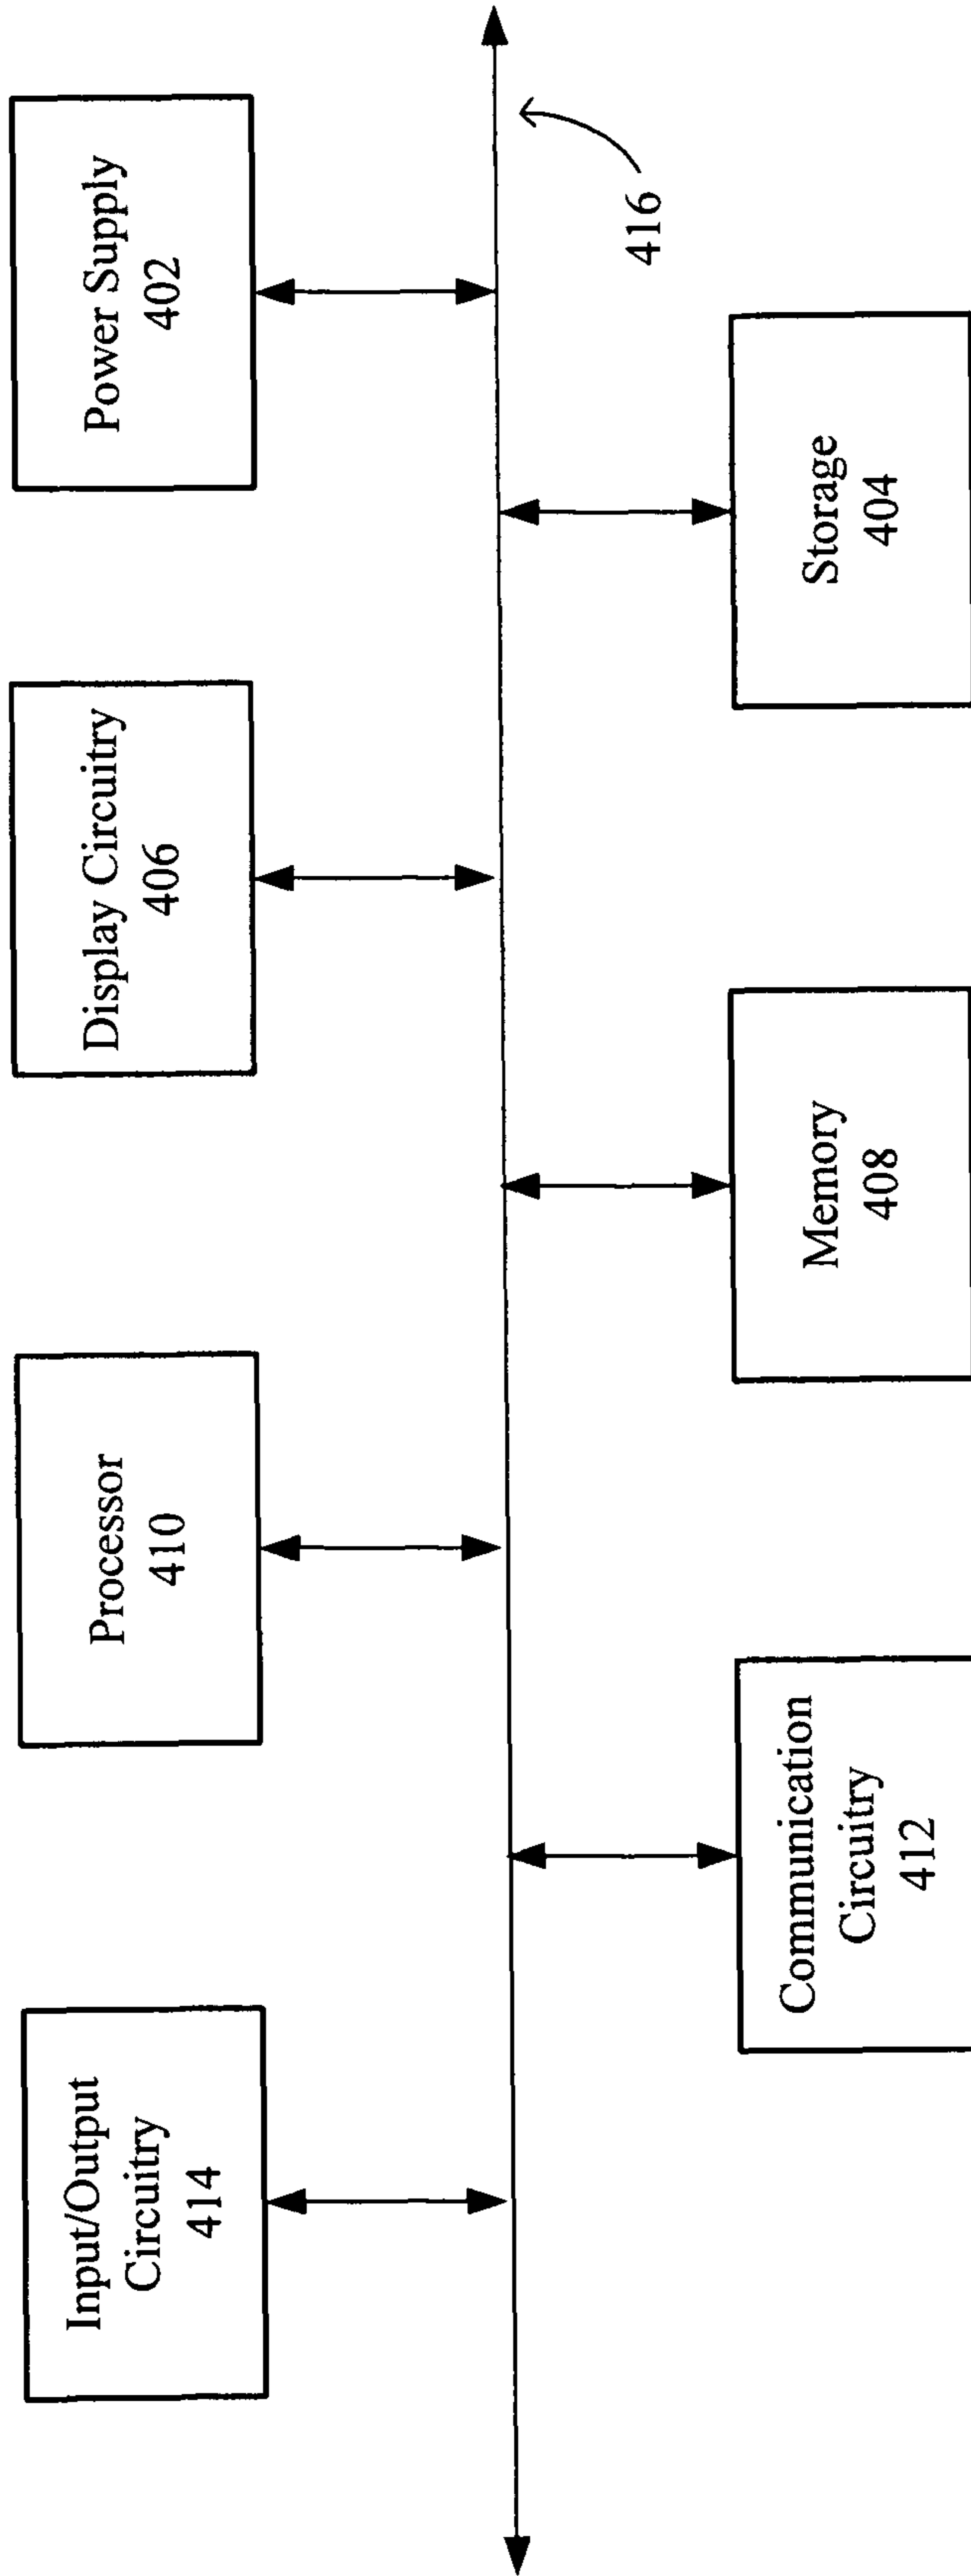 Input/Output
Circuitry
414
Processor
410
Display Circuitry
406
Power Supply
402
416
Communication
Circuitry
412
Memory
408
Storage
404